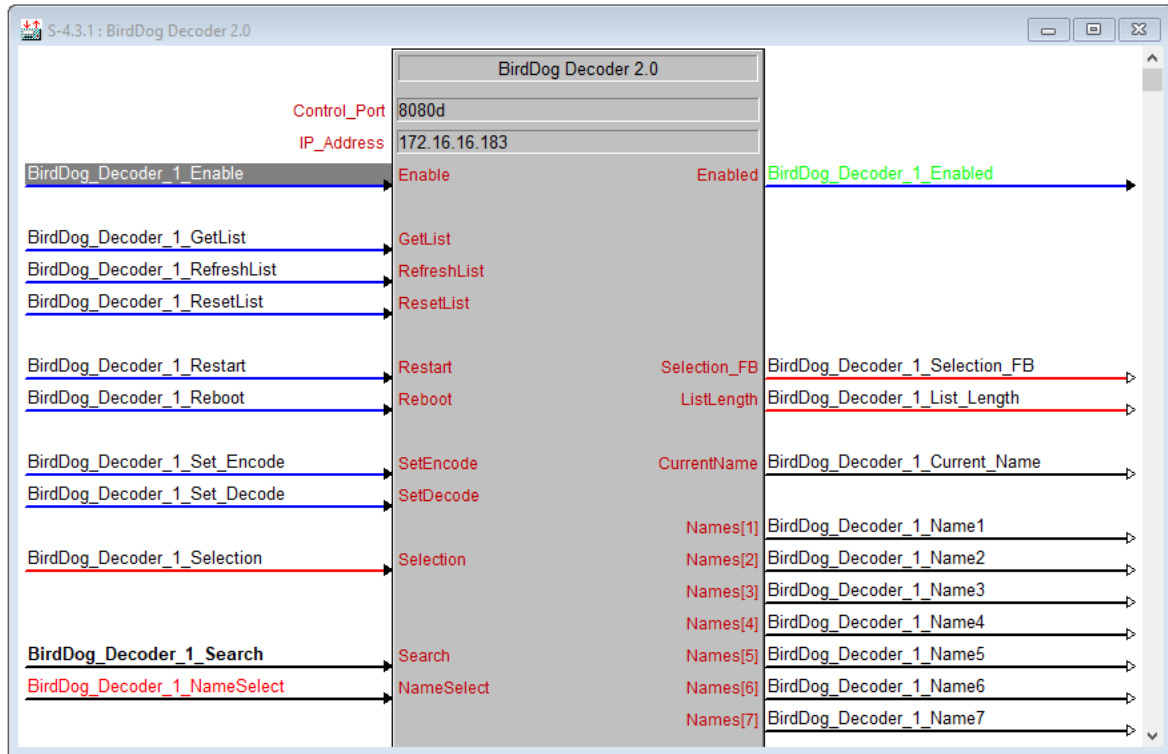 S-4.3.1 : BirdDog Decoder 2.0
BirdDog Decoder 2.0
Control_Port 8080d
IP_Address 172.16.16.183
BirdDog_Decoder_1_Enable Enable Enabled BirdDog_Decoder_1_Enabled
BirdDog_Decoder_1_GetList GetList
BirdDog_Decoder_1_RefreshList RefreshList
BirdDog_Decoder_1_ResetList ResetList
BirdDog_Decoder_1_Restart Restart Selection_FB BirdDog_Decoder_1_Selection_FB
BirdDog_Decoder_1_Reboot Reboot ListLength BirdDog_Decoder_1_List_Length
BirdDog_Decoder_1_Set_Encode SetEncode CurrentName BirdDog_Decoder_1_Current_Name
BirdDog_Decoder_1_Set_Decode SetDecode
Names[1] BirdDog_Decoder_1_Name1
BirdDog_Decoder_1_Selection Selection Names[2] BirdDog_Decoder_1_Name2
Names[3] BirdDog_Decoder_1_Name3
Names[4] BirdDog_Decoder_1_Name4
BirdDog_Decoder_1_Search Search Names[5] BirdDog_Decoder_1_Name5
BirdDog_Decoder_1_NameSelect NameSelect Names[6] BirdDog_Decoder_1_Name6
Names[7] BirdDog_Decoder_1_Name7